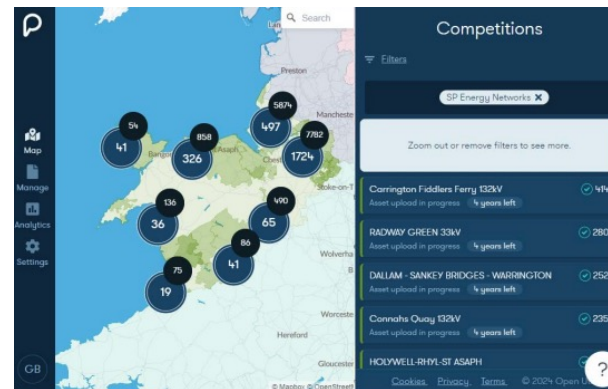 Search
Preston
Manchester
Bangor
Asaph
Stoke-on-T
Wolverha
B
Worceste
Hereford
Gloucester
© Mapbox © OpenStreet
54
41
858
326
5874
497
7782
1724
136
36
490
65
86
41
75
19
Map
Manage
Analytics
Settings
GB
Competitions
Filters
SP Energy Networks X
Zoom out or remove filters to see more.
Carrington Fiddlers Ferry 132kV 414
Asset upload in progress 4 years left
RADWAY GREEN 33kV 280
Asset upload in progress 4 years left
DALLAM - SANKEY BRIDGES - WARRINGTON 252
Asset upload in progress 4 years left
Connahs Quay 132kV 235
Asset upload in progress 4 years left
HOLYWELL-RHYL-ST ASAPH
Cookies Privacy Terms © 2024 Open U
?